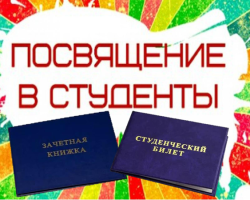 ПОСВЯЩЕНИЕ
В СТУДЕНТЫ
ЗАЧЕТНАЯ
КНИЖКА
СТУДЕНЧЕСКИЙ
БИЛЕТ